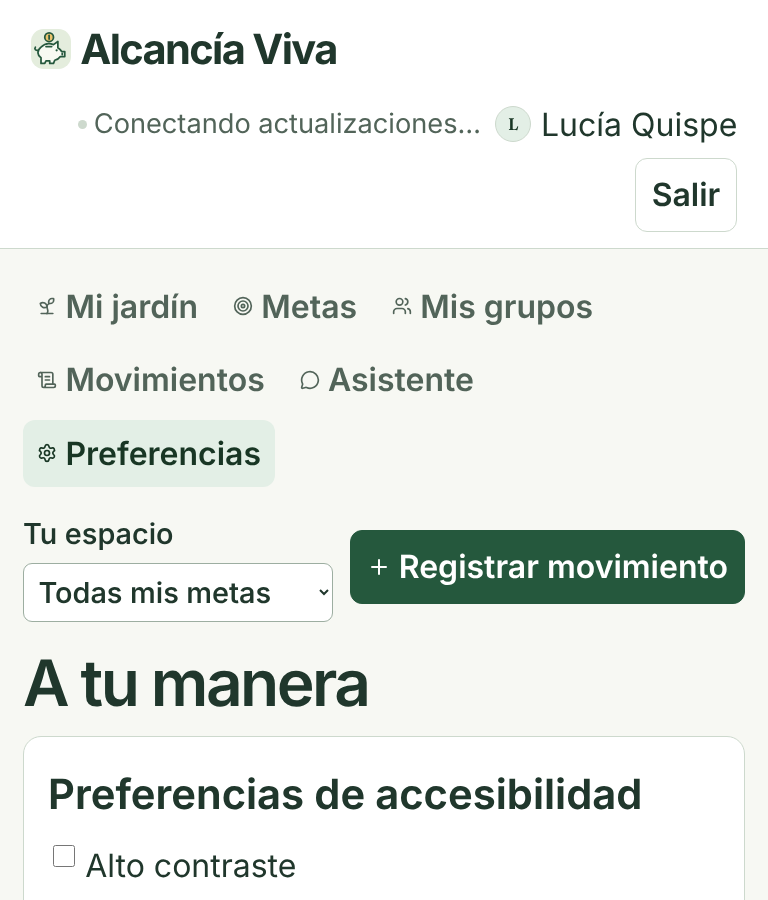 Alcancía Viva
Conectando actualizaciones...
L
Lucía Quispe
Salir
Mi jardín
Metas
Mis grupos
Movimientos
Asistente
Preferencias
Tu espacio
Todas mis metas
+ Registrar movimiento
A tu manera
Preferencias de accesibilidad
Alto contraste